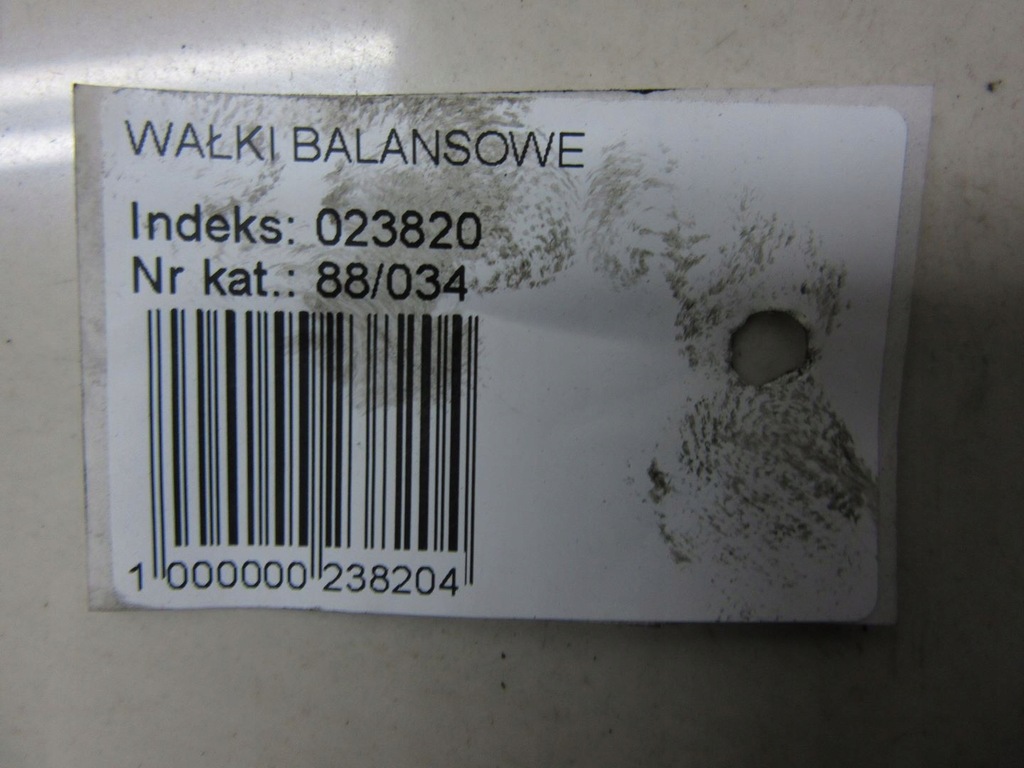 WAŁKI BALANSOWE
Indeks: 023820
Nr kat.: 88/034
1 000000 238204